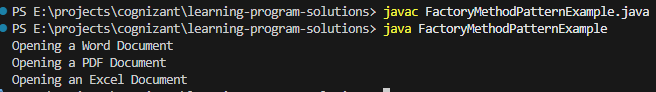 PS E:\projects\cognizant\learning-program-solutions> javac FactoryMethodPatternExample.java
PS E:\projects\cognizant\learning-program-solutions> java FactoryMethodPatternExample
Opening a Word Document
Opening a PDF Document
Opening an Excel Document